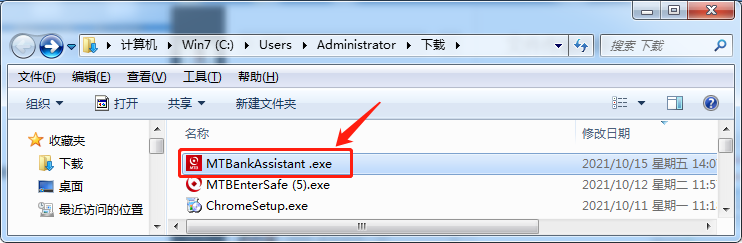 计算机 Win7 (C:) Users Administrator 下载 搜索 下载
文件(F) 编辑(E) 查看(V) 工具(T) 帮助(H)
组织 打开 共享 新建文件夹
收藏夹
下载
桌面
最近访问的位置
名称 修改日期
MTBankAssistant .exe 2021/10/15 星期五 14:0
MTBEnterSafe (5).exe 2021/10/12 星期二 11:5
ChromeSetup.exe 2021/10/11 星期一 11:1